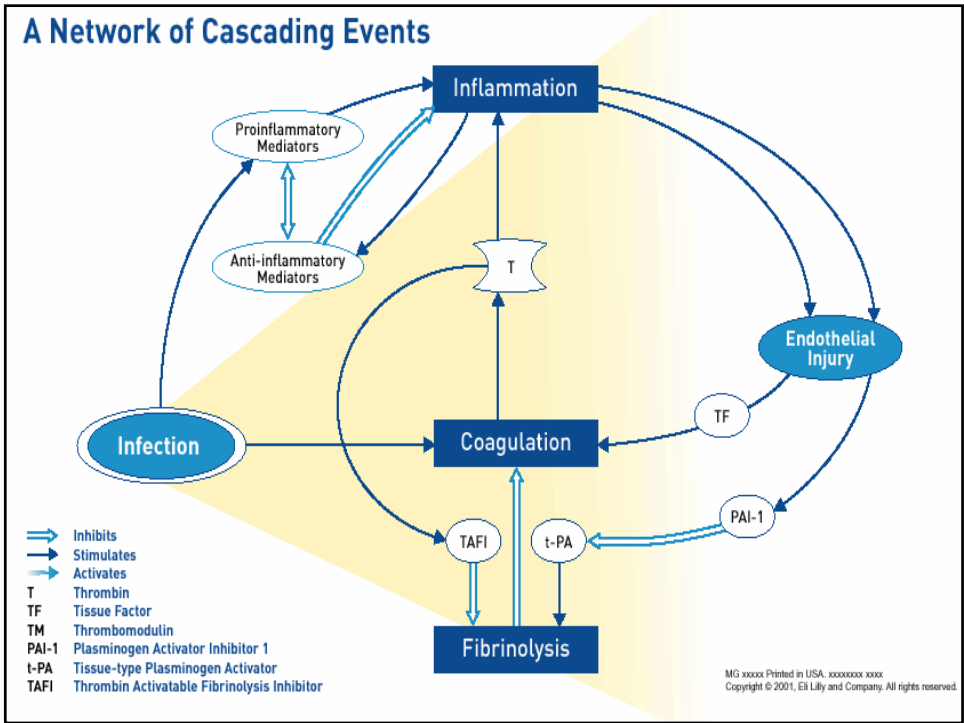 A Network of Cascading Events
Inflammation
Proinflammatory
Mediators
Anti-inflammatory
Mediators
T
Endothelial
Injury
TF
Infection
Coagulation
PAI-1
TAFI
t-PA
Fibrinolysis
Inhibits
Stimulates
Activates
T Thrombin
TF Tissue Factor
TM Thrombomodulin
PAI-1 Plasminogen Activator Inhibitor 1
t-PA Tissue-type Plasminogen Activator
TAFI Thrombin Activatable Fibrinolysis Inhibitor
MG xxxxx Printed in USA. xxxxxxxx xxxx
Copyright © 2001, Eli Lilly and Company. All rights reserved.